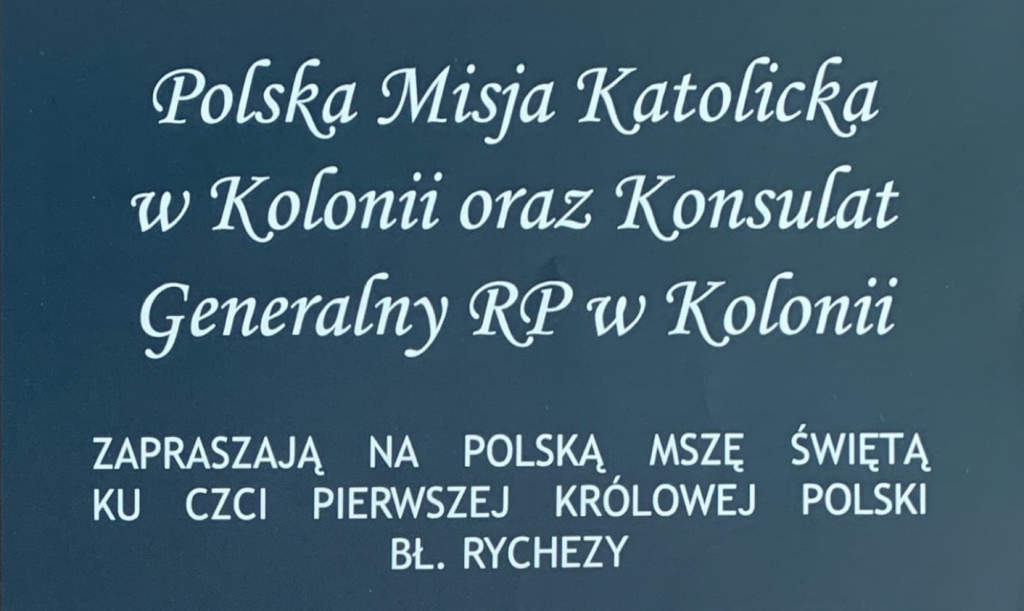 Polska Misja Katolicka
w Kolonii oraz Konsulat
Generalny RP w Kolonii
ZAPRASZAJĄ NA POLSKĄ MSZĘ ŚWIĘTĄ
KU CZCI PIERWSZEJ KRÓLOWEJ POLSKI
BŁ. RYCHEZY